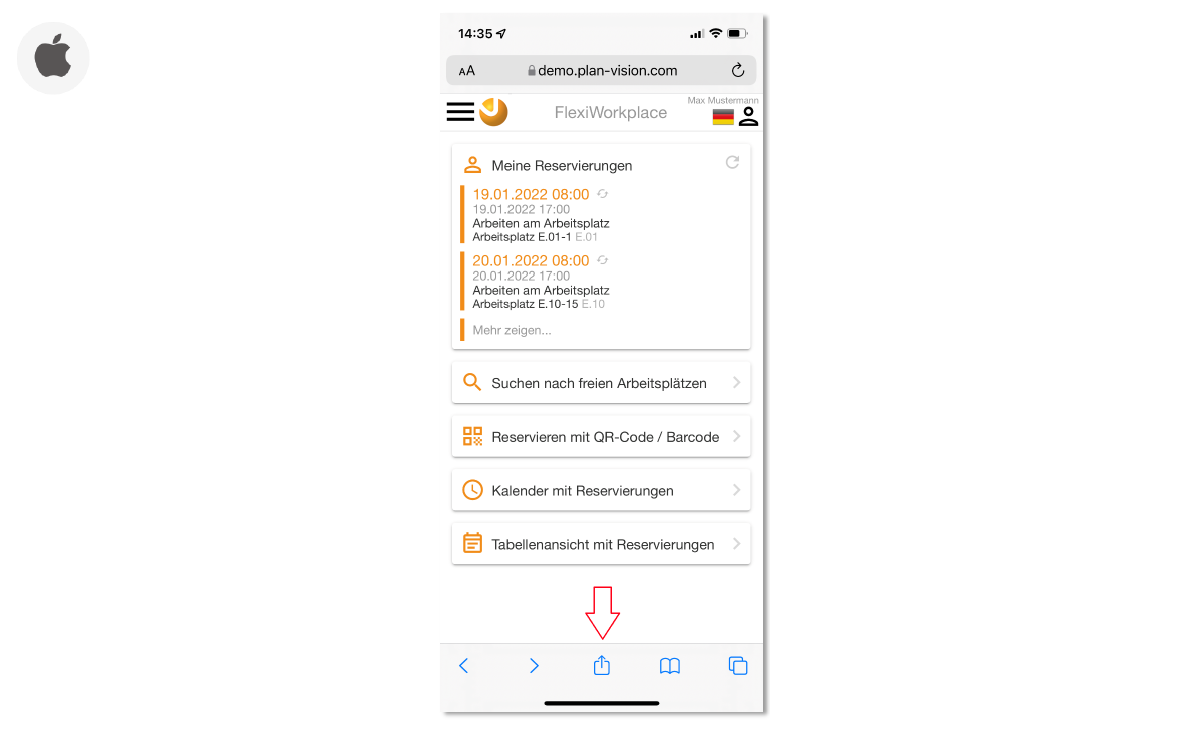 14:35
AA demo.plan-vision.com
Max Mustermann
FlexiWorkplace
Meine Reservierungen
19.01.2022 08:00
19.01.2022 17:00
Arbeiten am Arbeitsplatz
Arbeitsplatz E.01-1 E.01
20.01.2022 08:00
20.01.2022 17:00
Arbeiten am Arbeitsplatz
Arbeitsplatz E.10-15 E.10
Mehr zeigen...
Suchen nach freien Arbeitsplätzen
Reservieren mit QR-Code / Barcode
Kalender mit Reservierungen
Tabellenansicht mit Reservierungen